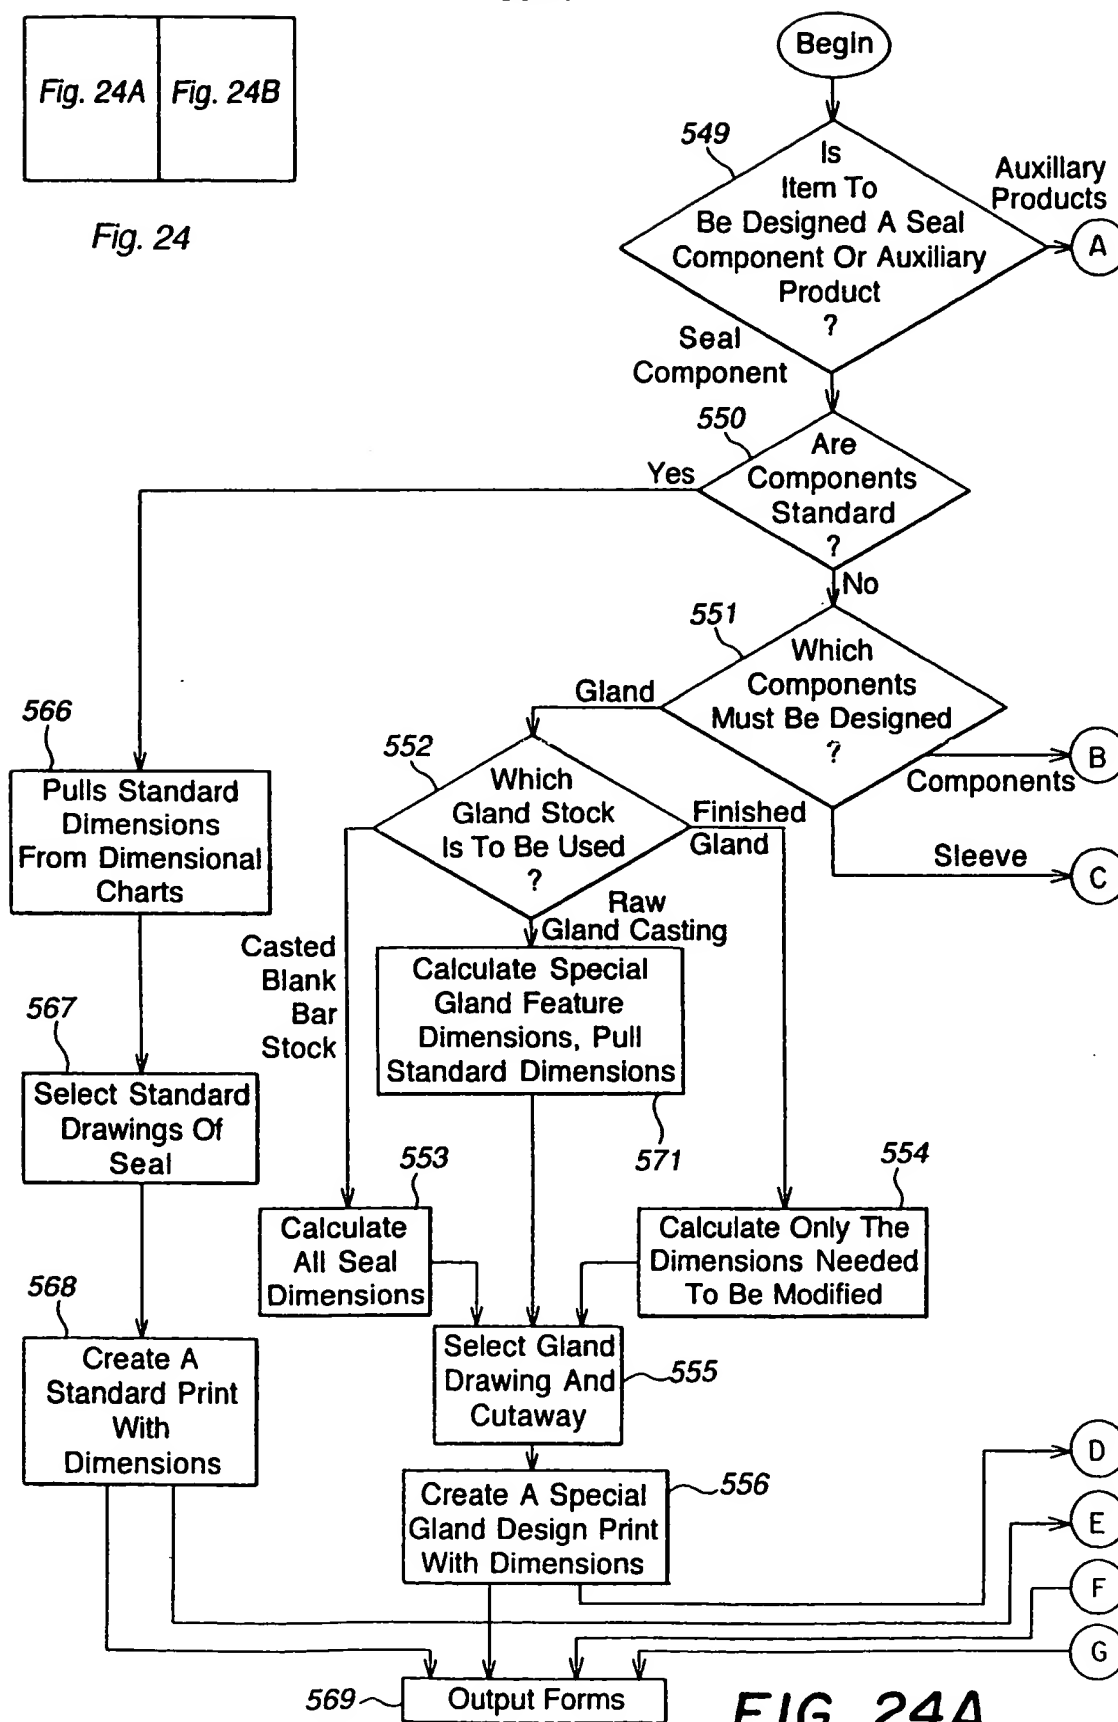 Fig. 24A
Fig. 24B
Fig. 24
Begin
549
Is
Item To
Be Designed A Seal
Component Or Auxiliary
Product
?
Auxillary
Products
A
Seal
Component
550
Are
Components
Standard
?
Yes
No
551
Which
Components
Must Be Designed
?
Gland
B
Components
Sleeve
C
566
Pulls Standard
Dimensions
From Dimensional
Charts
552
Which
Gland Stock
Is To Be Used
?
Finished
Gland
Raw
Gland Casting
Casted
Blank
Bar
Stock
Calculate Special
Gland Feature
Dimensions, Pull
Standard Dimensions
571
567
Select Standard
Drawings Of
Seal
553
Calculate
All Seal
Dimensions
554
Calculate Only The
Dimensions Needed
To Be Modified
568
Create A
Standard Print
With
Dimensions
Select Gland
Drawing And
Cutaway
555
Create A Special
Gland Design Print
With Dimensions
556
D
E
F
G
569
Output Forms
FIG. 24A